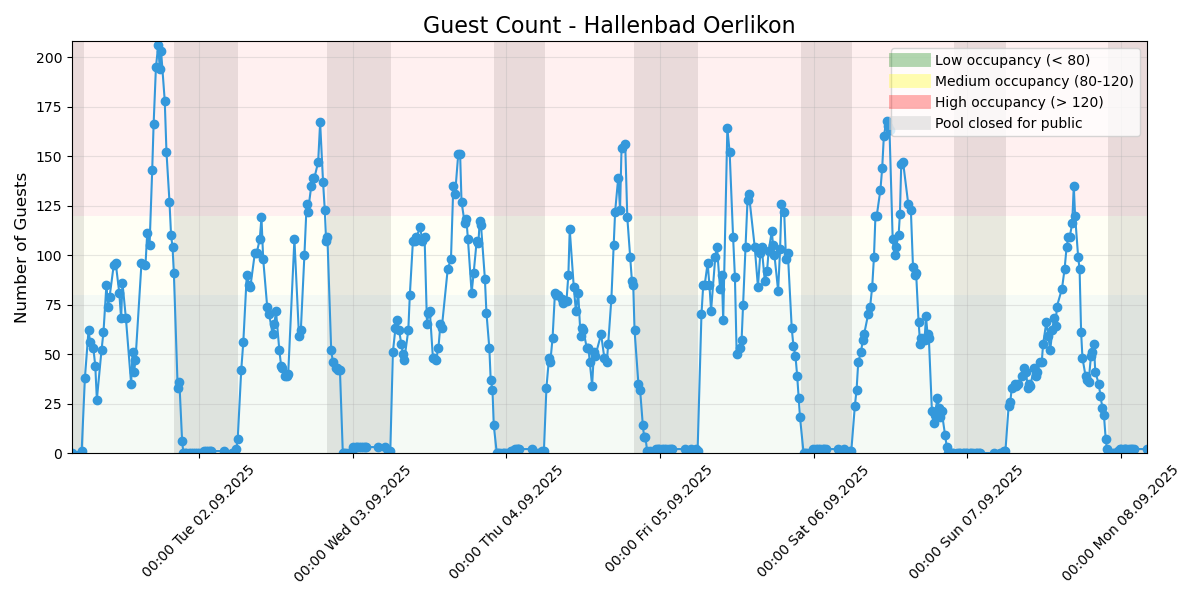 Guest Count - Hallenbad Oerlikon
Low occupancy (< 80)
Medium occupancy (80-120)
High occupancy (> 120)
Pool closed for public
Number of Guests
200
175
150
125
100
75
50
25
0
00:00 Tue 02.09.2025
00:00 Wed 03.09.2025
00:00 Thu 04.09.2025
00:00 Fri 05.09.2025
00:00 Sat 06.09.2025
00:00 Sun 07.09.2025
00:00 Mon 08.09.2025